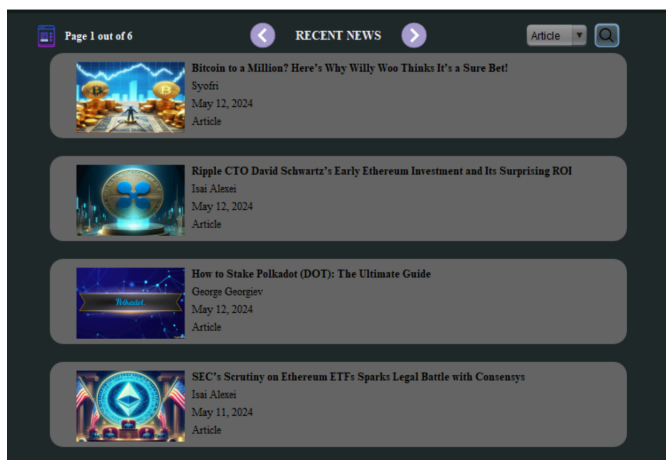 Page 1 out of 6
RECENT NEWS
Article
Bitcoin to a Million? Here's Why Willy Woo Thinks It's a Sure Bet!
Syofri
May 12, 2024
Article
Ripple CTO David Schwartz's Early Ethereum Investment and Its Surprising ROI
Isai Alexei
May 12, 2024
Article
Polkadot.
How to Stake Polkadot (DOT): The Ultimate Guide
George Georgiev
May 12, 2024
Article
SEC's Scrutiny on Ethereum ETFs Sparks Legal Battle with Consensys
Isai Alexei
May 11, 2024
Article